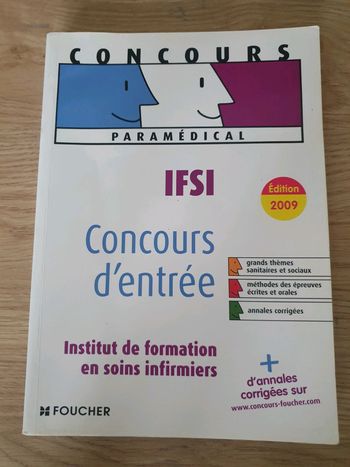 CONCOURS
PARAMÉDICAL
IFSI
Édition
2009
Concours
d'entrée
grands thèmes
sanitaires et sociaux
méthodes des épreuves
écrites et orales
annales corrigées
Institut de formation
en soins infirmiers
+
d'annales
corrigées sur
www.concours-foucher.com
FOUCHER